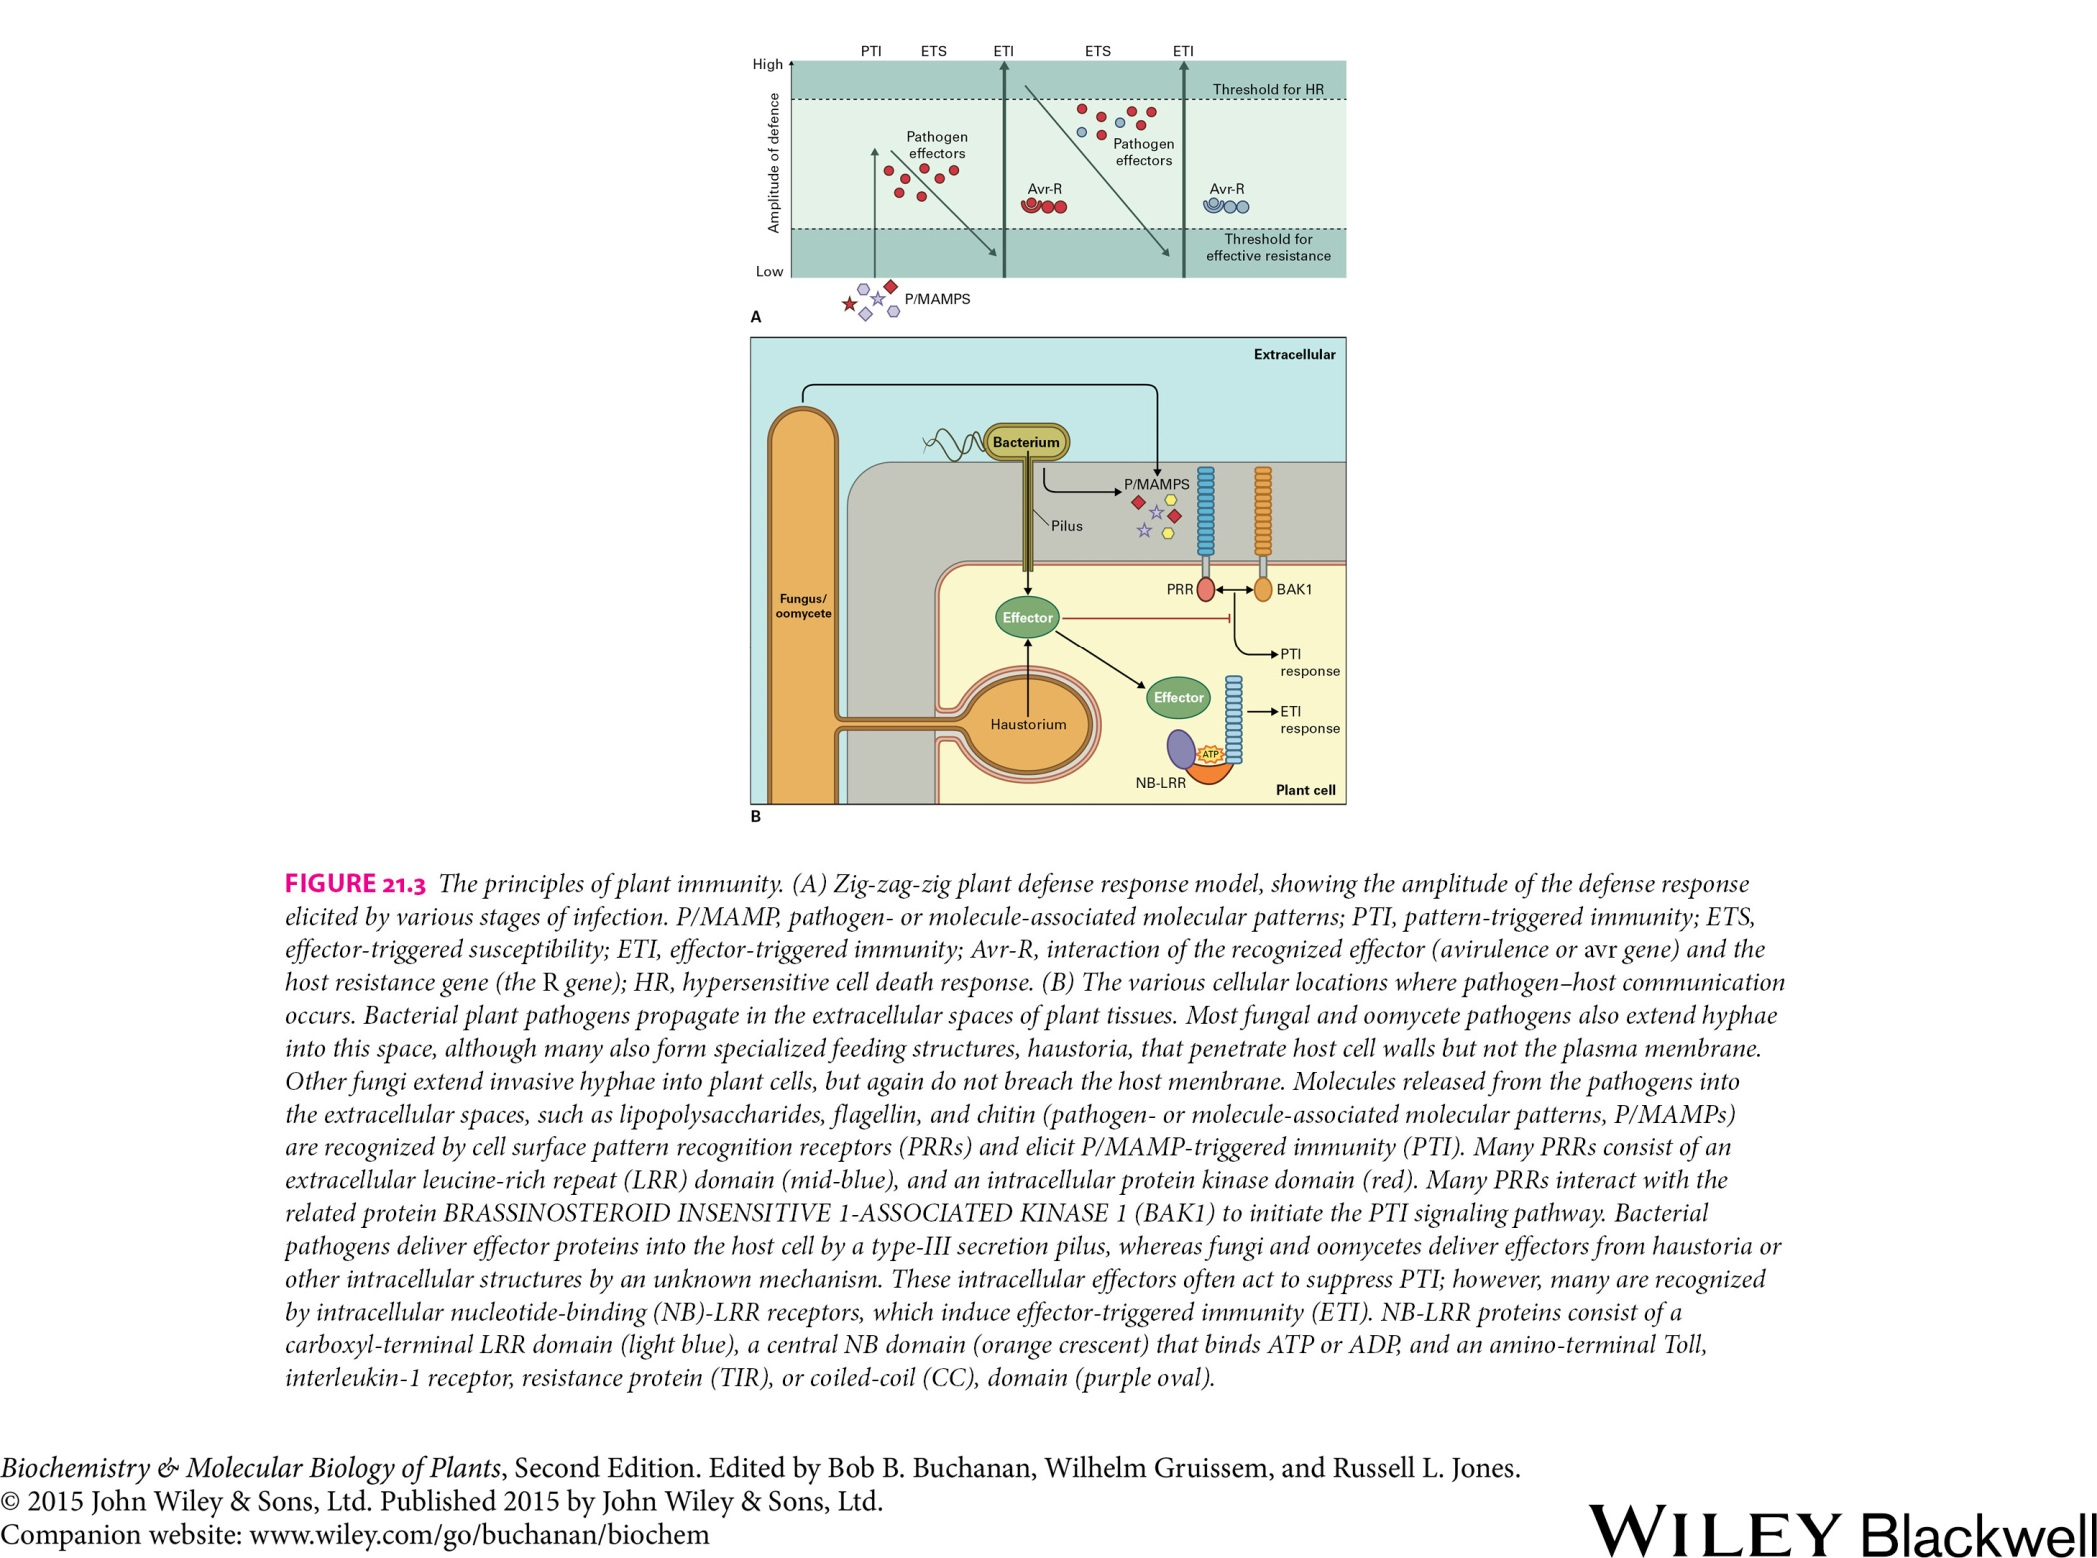 PTI ETS ETI ETS ETI
High
Threshold for HR
Amplitude of defence
Pathogen
effectors
Pathogen
effectors
Avr-R
Avr-R
Threshold for
effective resistance
Low
P/MAMPS
A
Extracellular
Bacterium
P/MAMPS
Pilus
PRR
BAK1
Fungus/
oomycete
Effector
PTI
response
Effector
ETI
response
Haustorium
ATP
NB-LRR
Plant cell
B
FIGURE 21.3 The principles of plant immunity. (A) Zig-zag-zig plant defense response model, showing the amplitude of the defense response
elicited by various stages of infection. P/MAMP, pathogen- or molecule-associated molecular patterns; PTI, pattern-triggered immunity; ETS,
effector-triggered susceptibility; ETI, effector-triggered immunity; Avr-R, interaction of the recognized effector (avirulence or avr gene) and the
host resistance gene (the R gene); HR, hypersensitive cell death response. (B) The various cellular locations where pathogen–host communication
occurs. Bacterial plant pathogens propagate in the extracellular spaces of plant tissues. Most fungal and oomycete pathogens also extend hyphae
into this space, although many also form specialized feeding structures, haustoria, that penetrate host cell walls but not the plasma membrane.
Other fungi extend invasive hyphae into plant cells, but again do not breach the host membrane. Molecules released from the pathogens into
the extracellular spaces, such as lipopolysaccharides, flagellin, and chitin (pathogen- or molecule-associated molecular patterns, P/MAMPs)
are recognized by cell surface pattern recognition receptors (PRRs) and elicit P/MAMP-triggered immunity (PTI). Many PRRs consist of an
extracellular leucine-rich repeat (LRR) domain (mid-blue), and an intracellular protein kinase domain (red). Many PRRs interact with the
related protein BRASSINOSTEROID INSENSITIVE 1-ASSOCIATED KINASE 1 (BAK1) to initiate the PTI signaling pathway. Bacterial
pathogens deliver effector proteins into the host cell by a type-III secretion pilus, whereas fungi and oomycetes deliver effectors from haustoria or
other intracellular structures by an unknown mechanism. These intracellular effectors often act to suppress PTI; however, many are recognized
by intracellular nucleotide-binding (NB)-LRR receptors, which induce effector-triggered immunity (ETI). NB-LRR proteins consist of a
carboxyl-terminal LRR domain (light blue), a central NB domain (orange crescent) that binds ATP or ADP, and an amino-terminal Toll,
interleukin-1 receptor, resistance protein (TIR), or coiled-coil (CC), domain (purple oval).
Biochemistry & Molecular Biology of Plants, Second Edition. Edited by Bob B. Buchanan, Wilhelm Gruissem, and Russell L. Jones.
© 2015 John Wiley & Sons, Ltd. Published 2015 by John Wiley & Sons, Ltd.
Companion website: www.wiley.com/go/buchanan/biochem
WILEY Blackwell